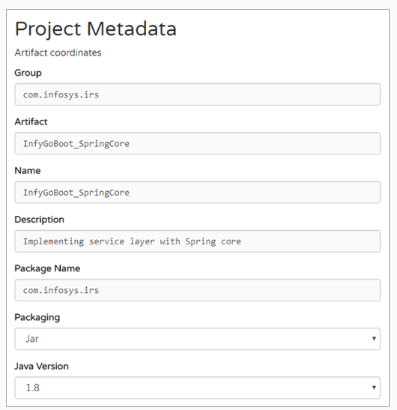 Project Metadata
Artifact coordinates
Group
com.infosys.irs
Artifact
InfyGoBoot_SpringCore
Name
InfyGoBoot_SpringCore
Description
Implementing service layer with Spring core
Package Name
com.infosys.irs
Packaging
Jar
Java Version
1.8